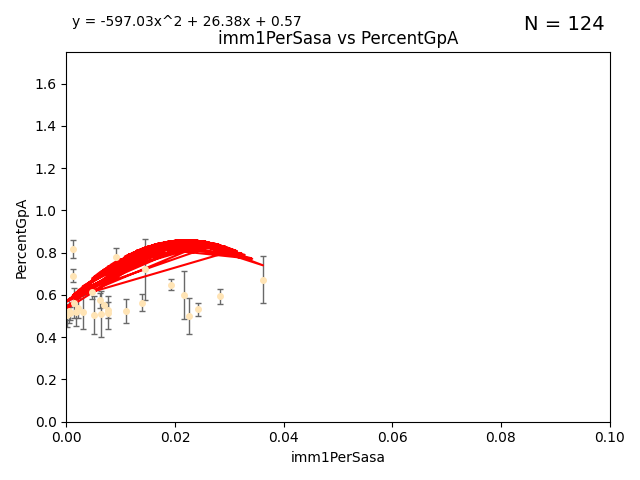 y = -597.03x^2 + 26.38x + 0.57
N = 124
imm1PerSasa vs PercentGpA
PercentGpA
1.6
1.4
1.2
1.0
0.8
0.6
0.4
0.2
0.0
0.00 0.02 0.04 0.06 0.08 0.10
imm1PerSasa